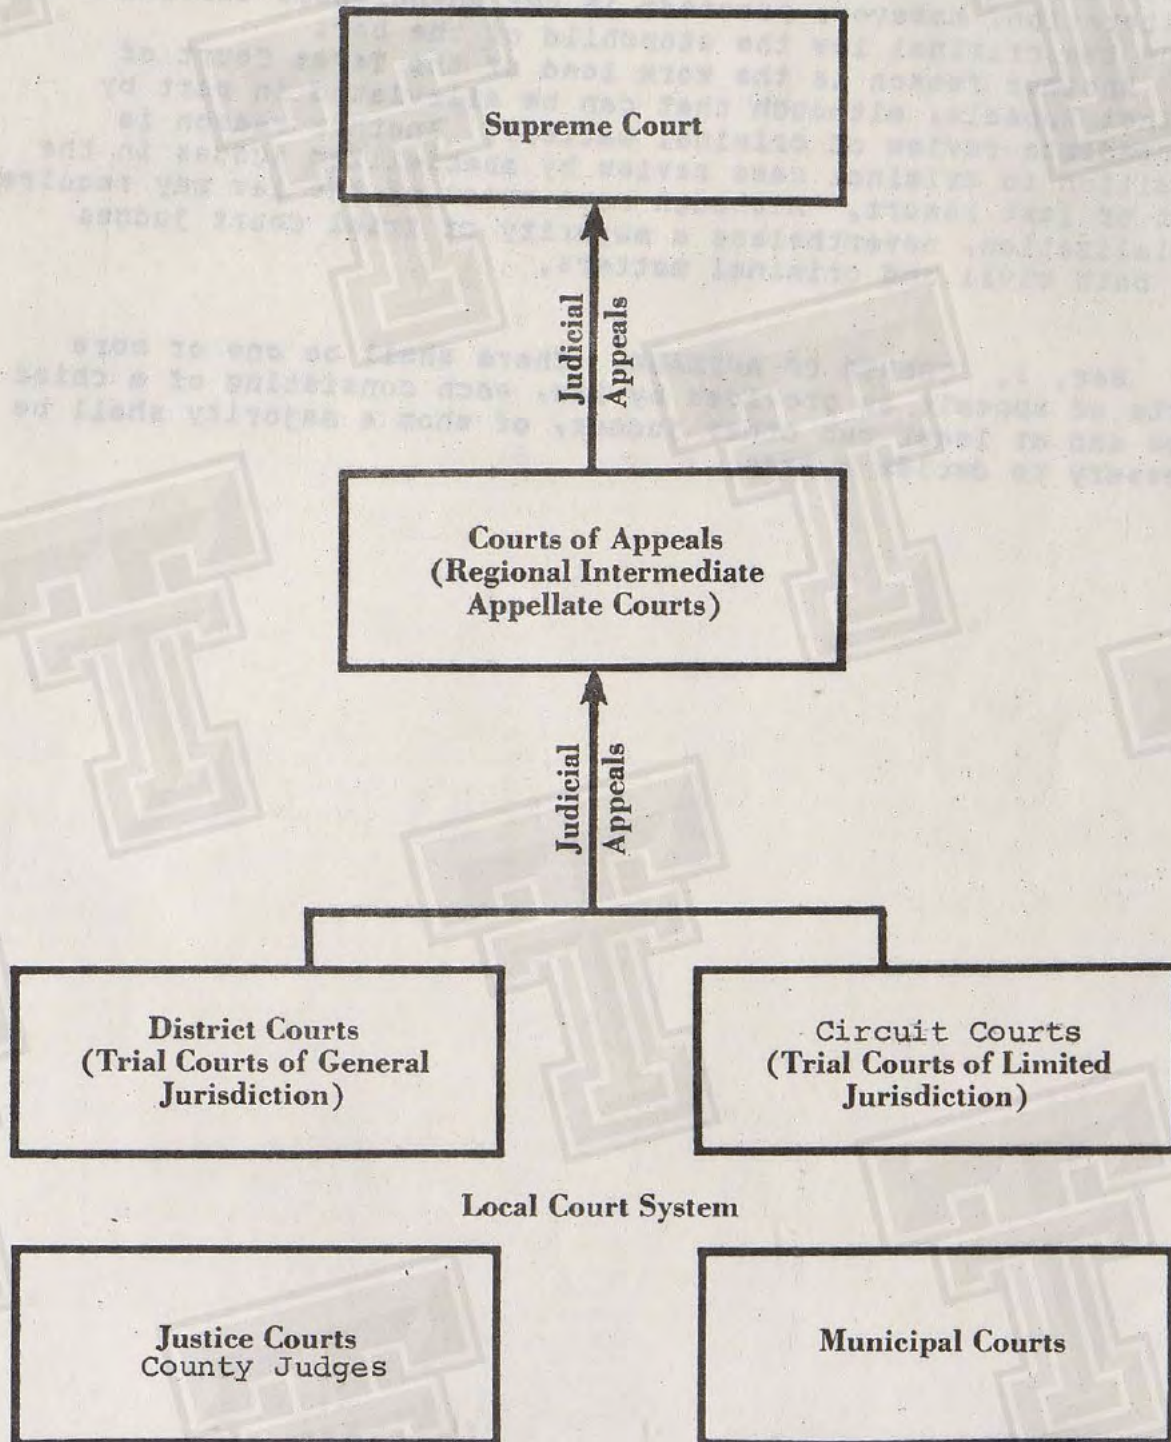 Supreme Court
Judicial
Appeals
Courts of Appeals
(Regional Intermediate
Appellate Courts)
Judicial
Appeals
District Courts
(Trial Courts of General
Jurisdiction)
Circuit Courts
(Trial Courts of Limited
Jurisdiction)
Local Court System
Justice Courts
County Judges
Municipal Courts